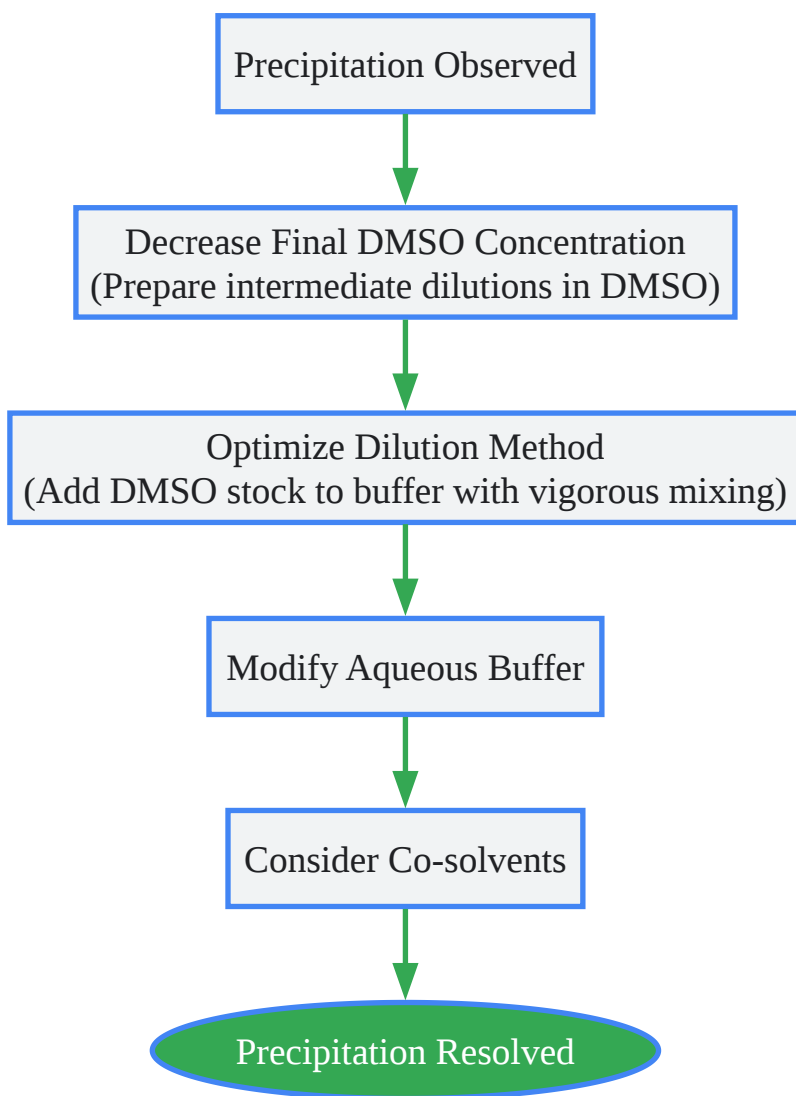 Precipitation Observed
Decrease Final DMSO Concentration
(Prepare intermediate dilutions in DMSO)
Optimize Dilution Method
(Add DMSO stock to buffer with vigorous mixing)
Modify Aqueous Buffer
Consider Co-solvents
Precipitation Resolved